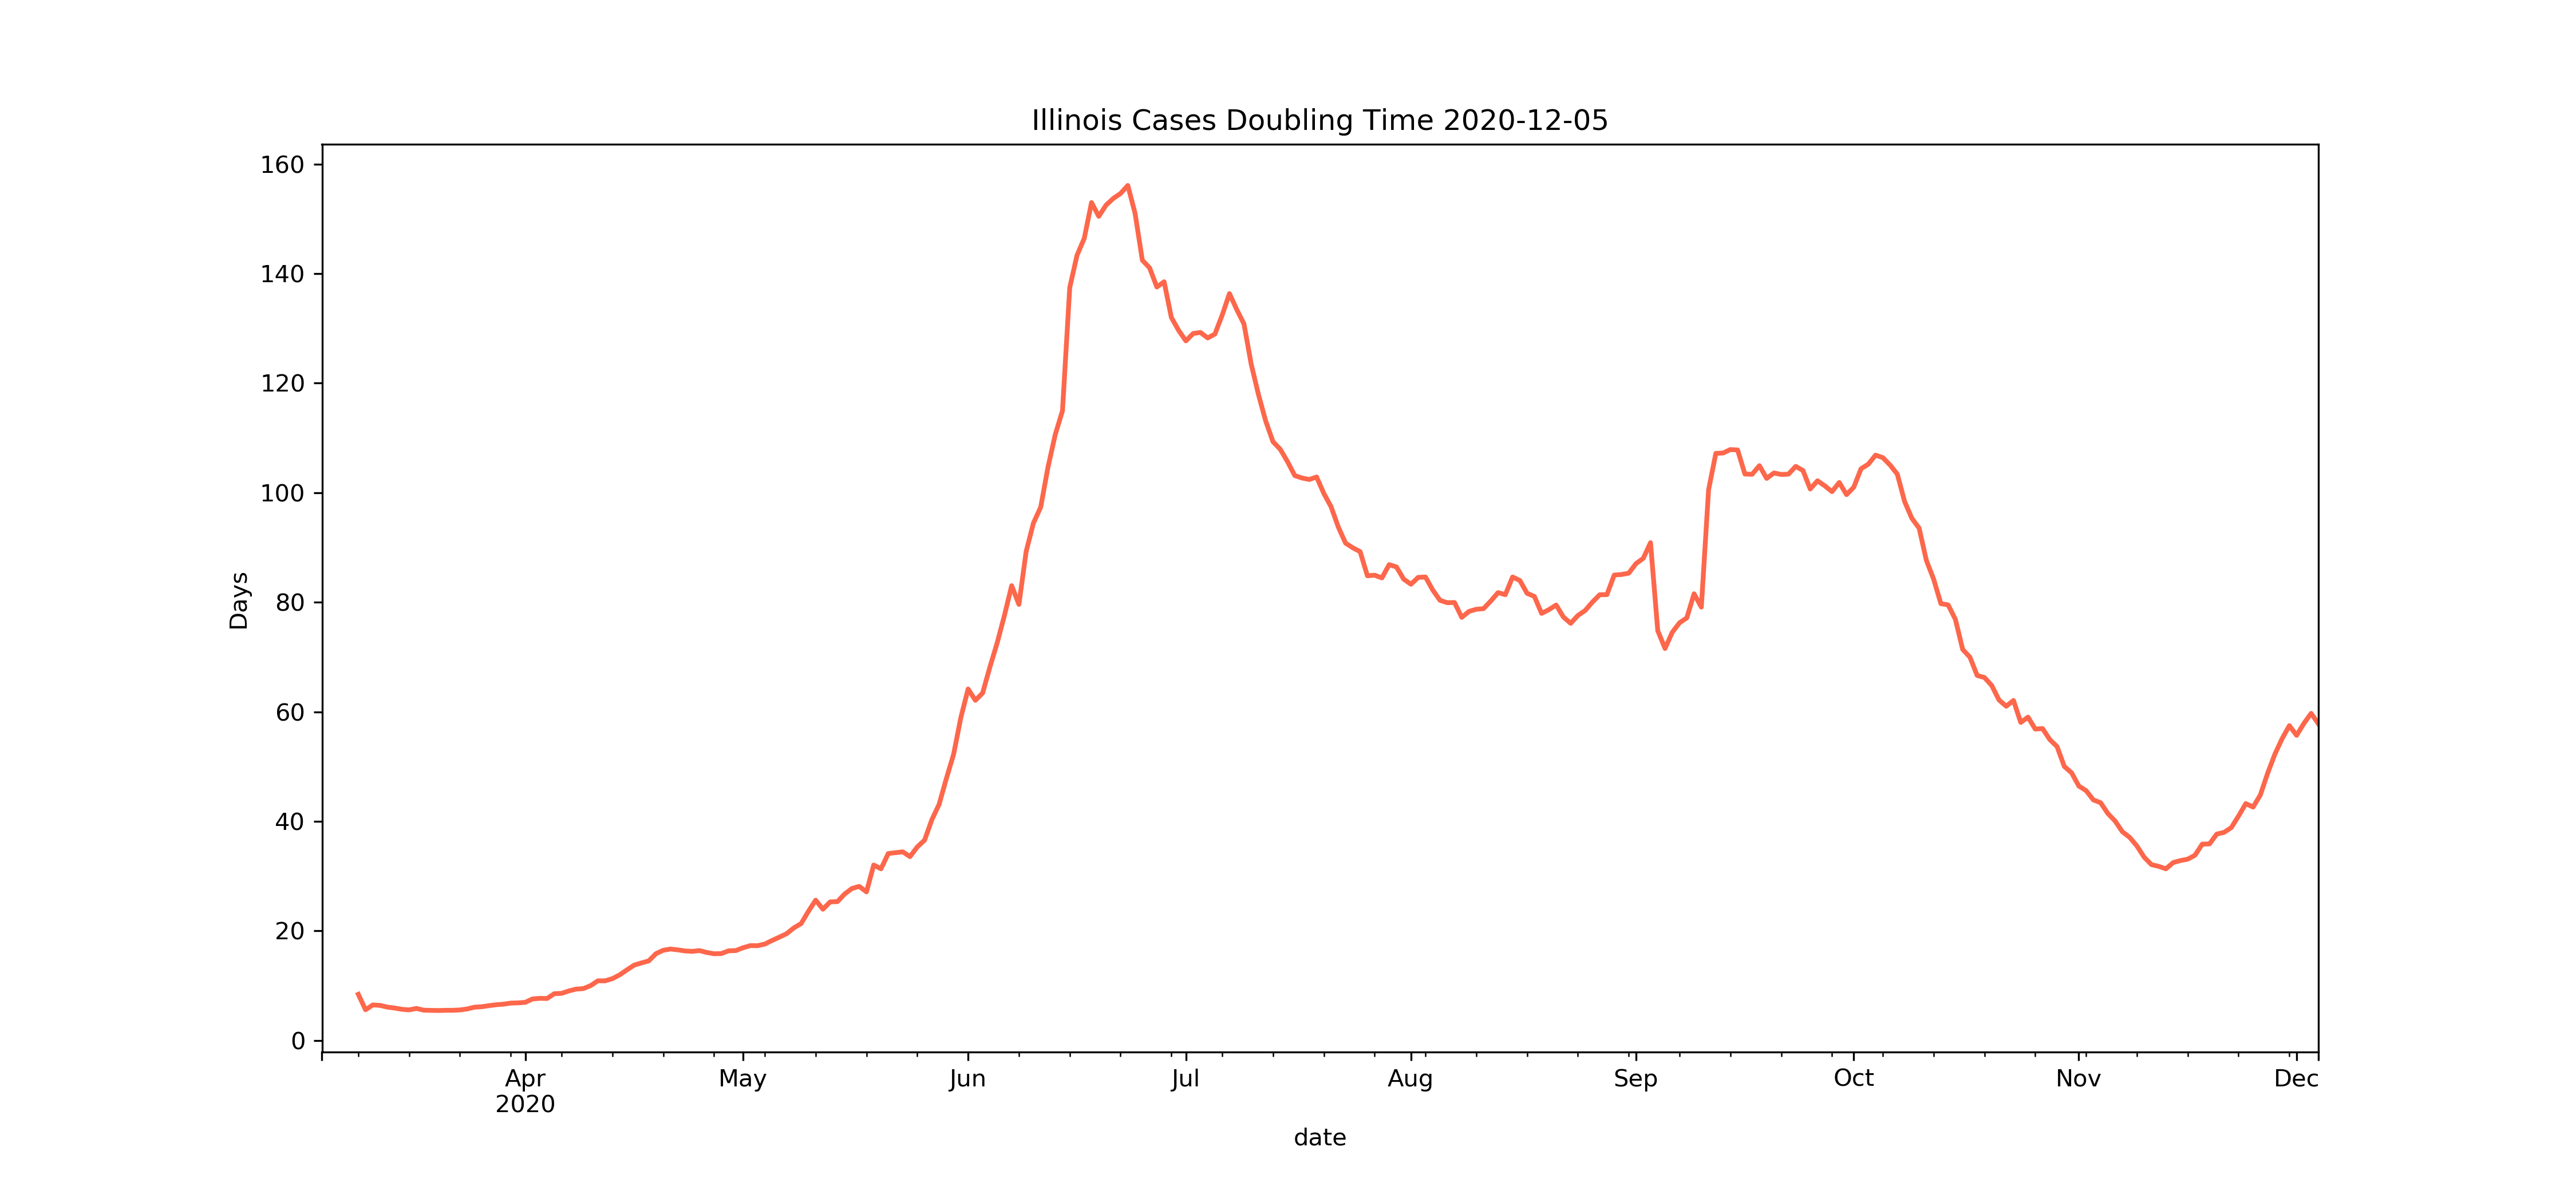 Illinois Cases Doubling Time 2020-12-05
160
140
120
100
80
60
40
20
0
Days
Apr May Jun Jul Aug Sep Oct Nov Dec
2020
date